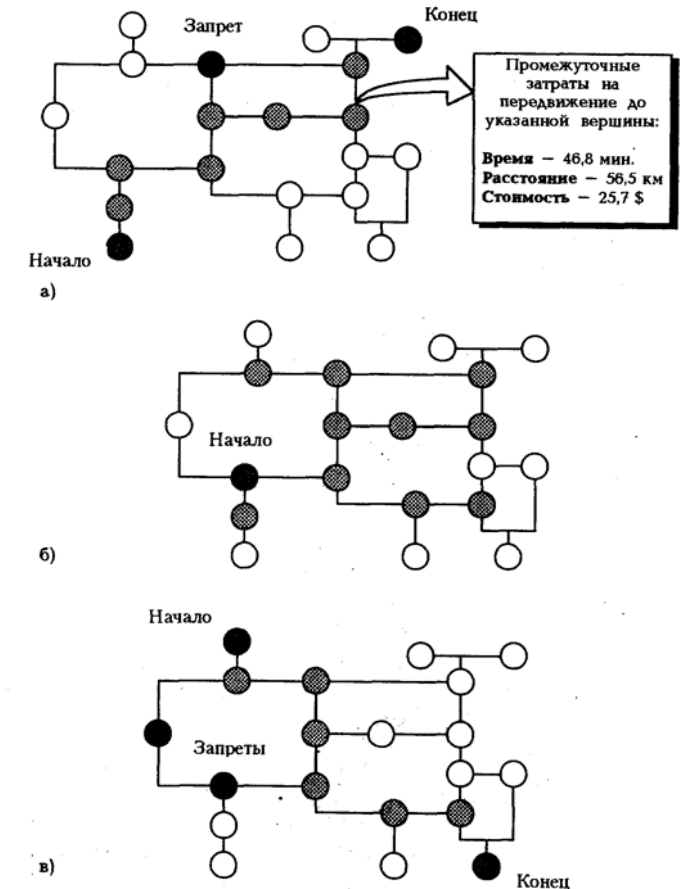 Запрет
Конец
Промежуточные
затраты на
передвижение до
указанной вершины:
Время — 46,8 мин.
Расстояние — 56,5 км
Стоимость — 25,7 $
Начало
а)
Начало
б)
Начало
Запреты
в)
Конец